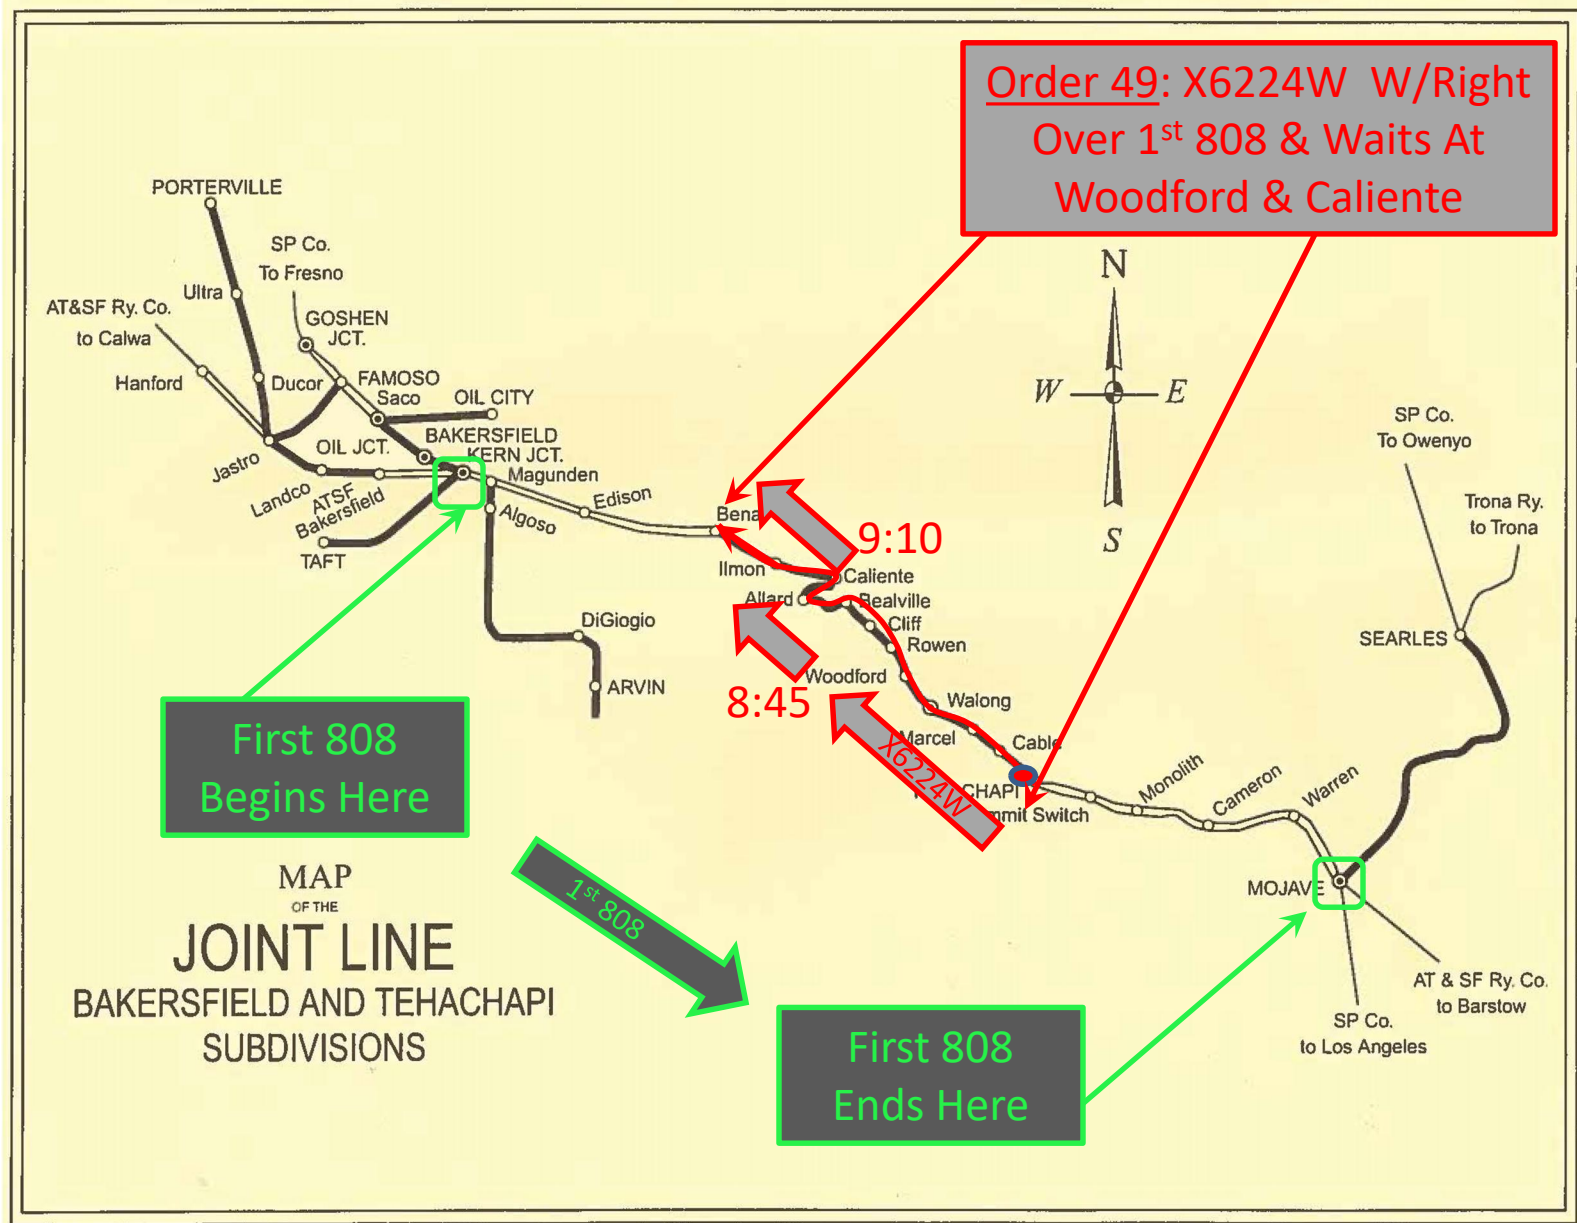 Order 49: X6224W W/Right
Over 1st 808 & Waits At
Woodford & Caliente
PORTERVILLE
SP Co.
To Fresno
Ultra
AT&SF Ry. Co.
to Calwa
GOSHEN
JCT.
Hanford
Ducor
FAMOSO
Saco
OIL CITY
OIL JCT.
BAKERSFIELD
KERN JCT.
Jastro
Landco
ATSF
Bakersfield
Magunden
Algoso
Edison
TAFT
Bena
Ilmon
9:10
Caliente
Allard
Bealville
Cliff
Rowen
DiGiogio
ARVIN
Woodford
8:45
Walong
Marcel
Cable
X6224W
CHAPI
mmit Switch
Monolith
Cameron
Warren
MOJAVE
N
W
E
S
SP Co.
To Owenyo
Trona Ry.
to Trona
SEARLES
First 808
Begins Here
1st 808
First 808
Ends Here
AT & SF Ry. Co.
to Barstow
SP Co.
to Los Angeles
MAP
OF THE
JOINT LINE
BAKERSFIELD AND TEHACHAPI
SUBDIVISIONS